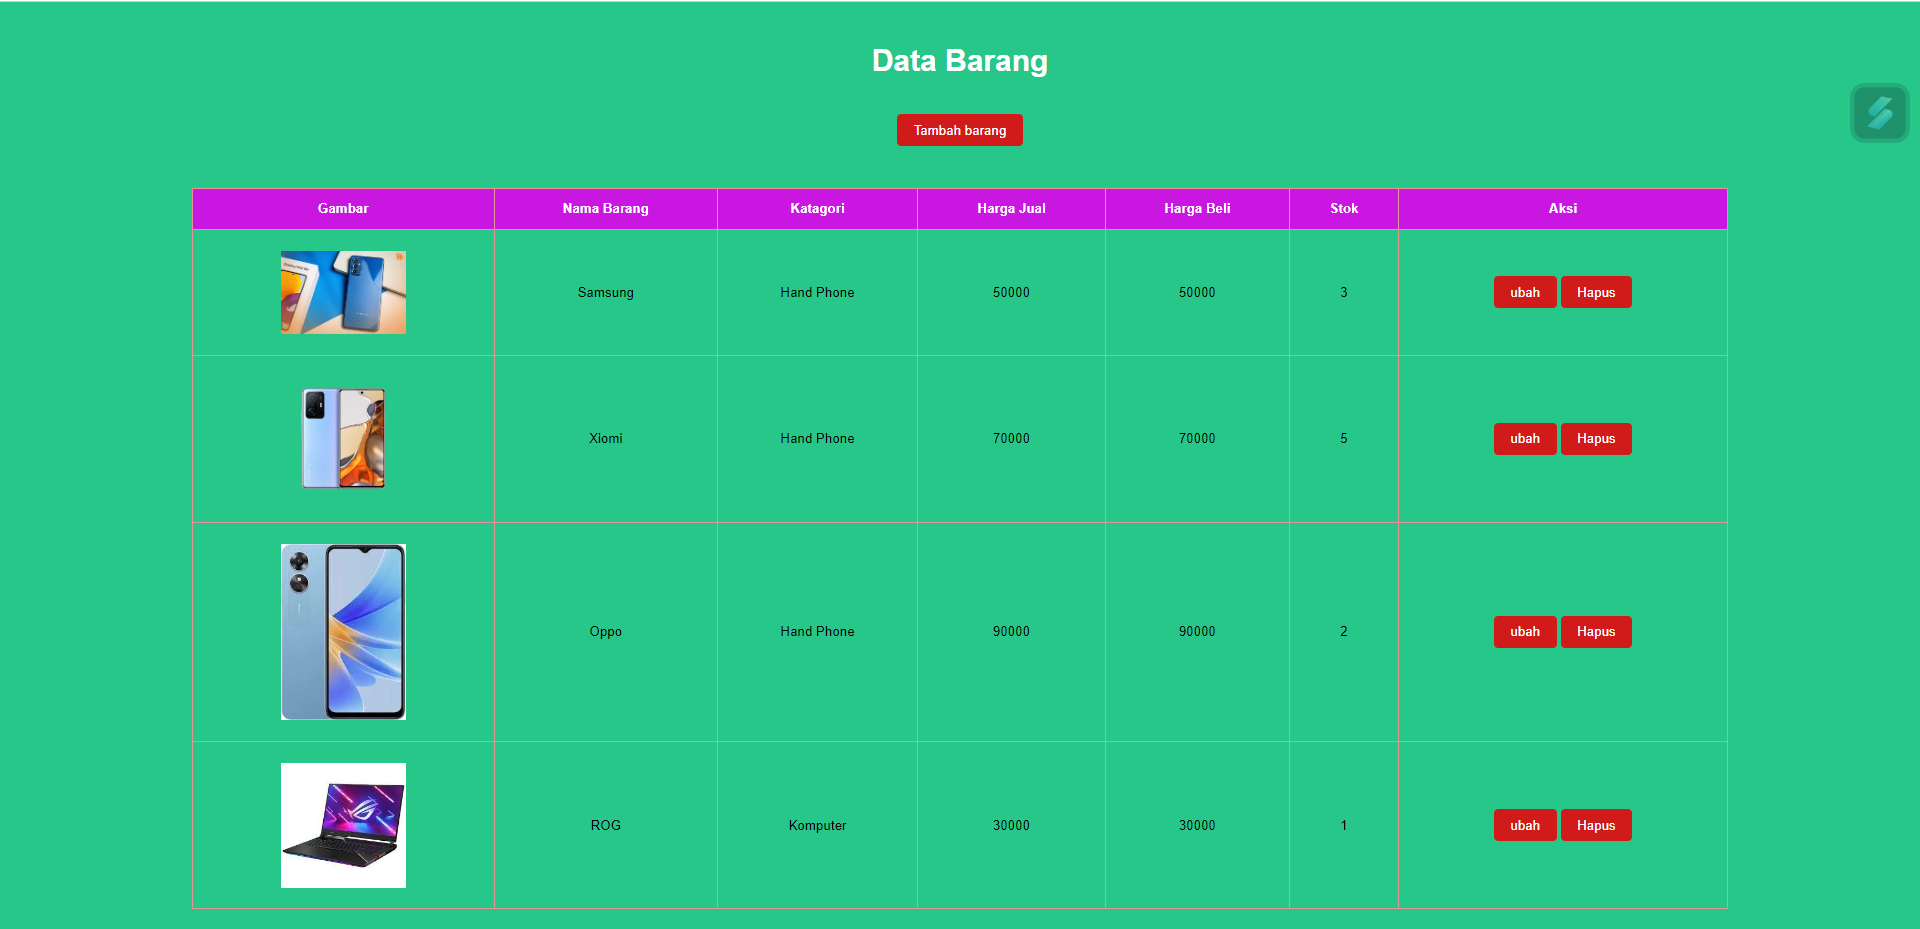 Data Barang
Tambah barang
Gambar Nama Barang Katagori Harga Jual Harga Beli Stok Aksi
Samsung Hand Phone 50000 50000 3 ubah Hapus
Xiomi Hand Phone 70000 70000 5 ubah Hapus
Oppo Hand Phone 90000 90000 2 ubah Hapus
ROG Komputer 30000 30000 1 ubah Hapus